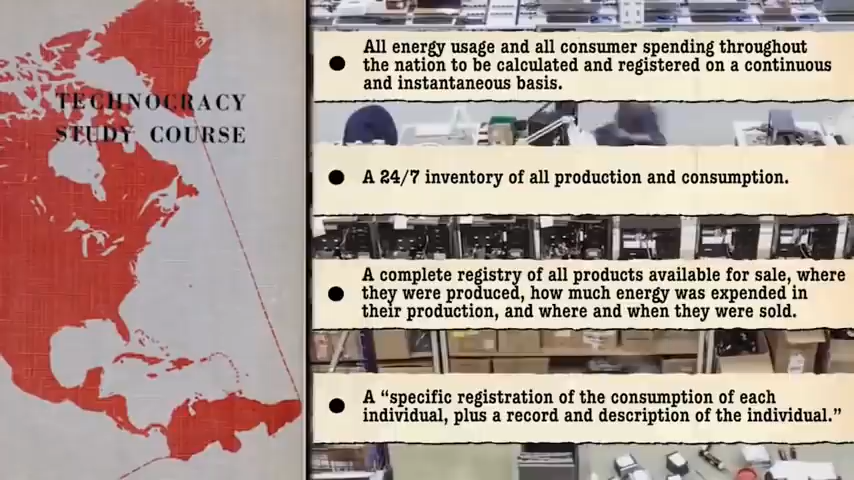 TECHNOCRACY
STUDY COURSE
All energy usage and all consumer spending throughout
the nation to be calculated and registered on a continuous
and instantaneous basis.
A 24/7 inventory of all production and consumption.
A complete registry of all products available for sale, where
they were produced, how much energy was expended in
their production, and where and when they were sold.
A “specific registration of the consumption of each
individual, plus a record and description of the individual.”